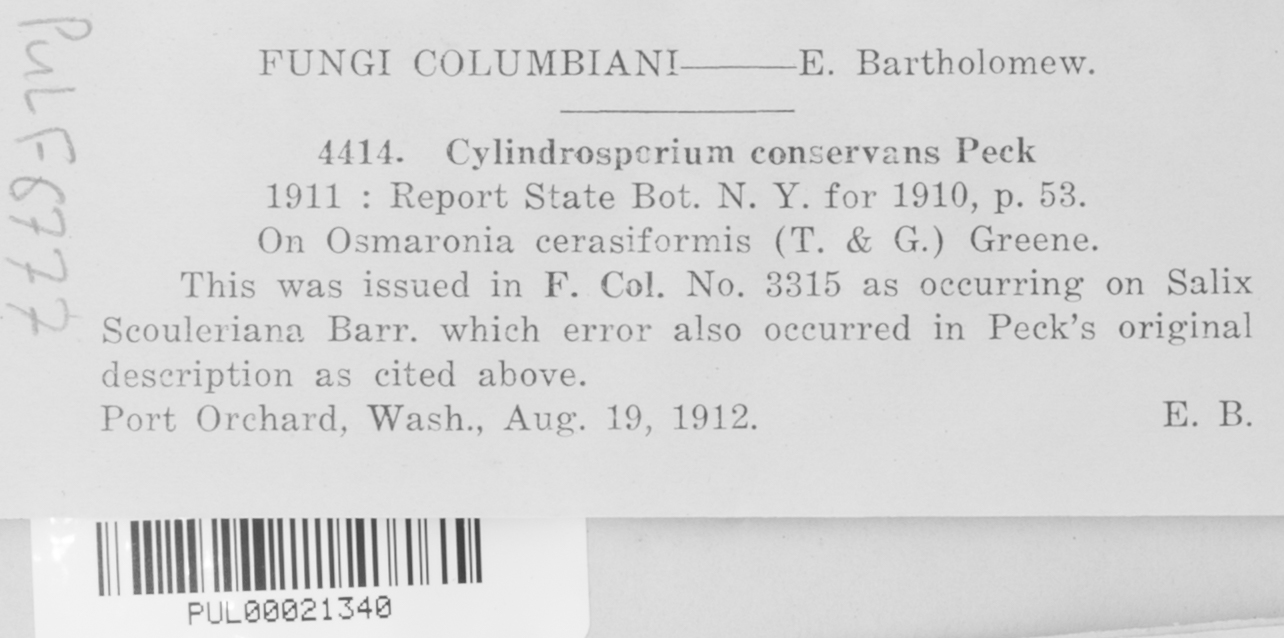 FUNGI COLUMBIANI——E. Bartholomew.
4414. Cylindrosporium conservans Peck
1911 : Report State Bot. N. Y. for 1910, p. 53.
On Osmaronia cerasiformis (T. & G.) Greene.
This was issued in F. Col. No. 3315 as occurring on Salix
Scouleriana Barr. which error also occurred in Peck's original
description as cited above.
Port Orchard, Wash., Aug. 19, 1912. E. B.
PUL F6777
PUL00021340